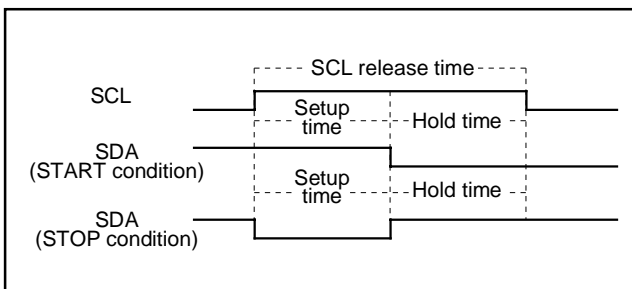 SCL release time
SCL
Setup
time
Hold time
SDA
(START condition)
Setup
time
Hold time
SDA
(STOP condition)